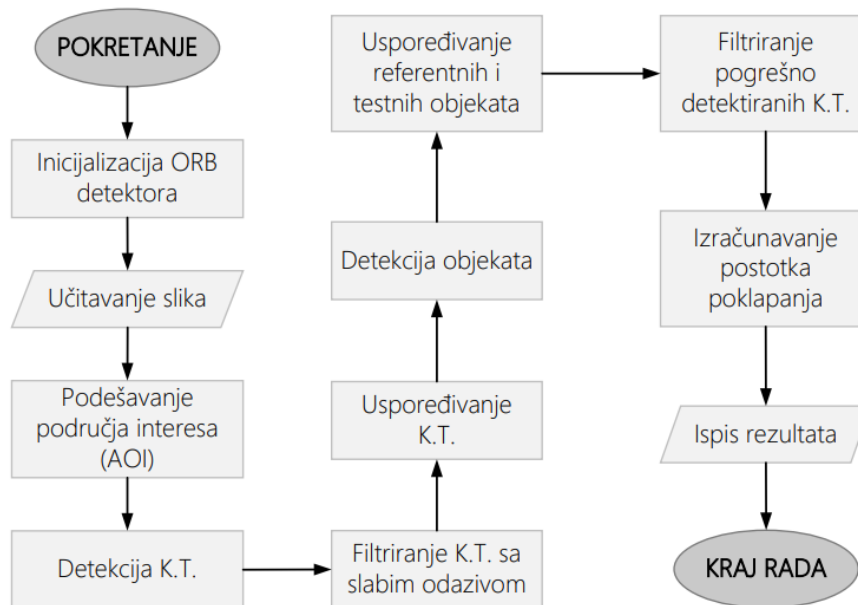 POKRETANJE
Inicijalizacija ORB
detektora
Učitavanje slika
Podešavanje
područja interesa
(AOI)
Detekcija K.T.
Filtriranje K.T. sa
slabim odazivom
Uspoređivanje
K.T.
Detekcija objekata
Uspoređivanje
referentnih i
testnih objekata
Filtriranje
pogrešno
detektiranih K.T.
Izračunavanje
postotka
poklapanja
Ispis rezultata
KRAJ RADA